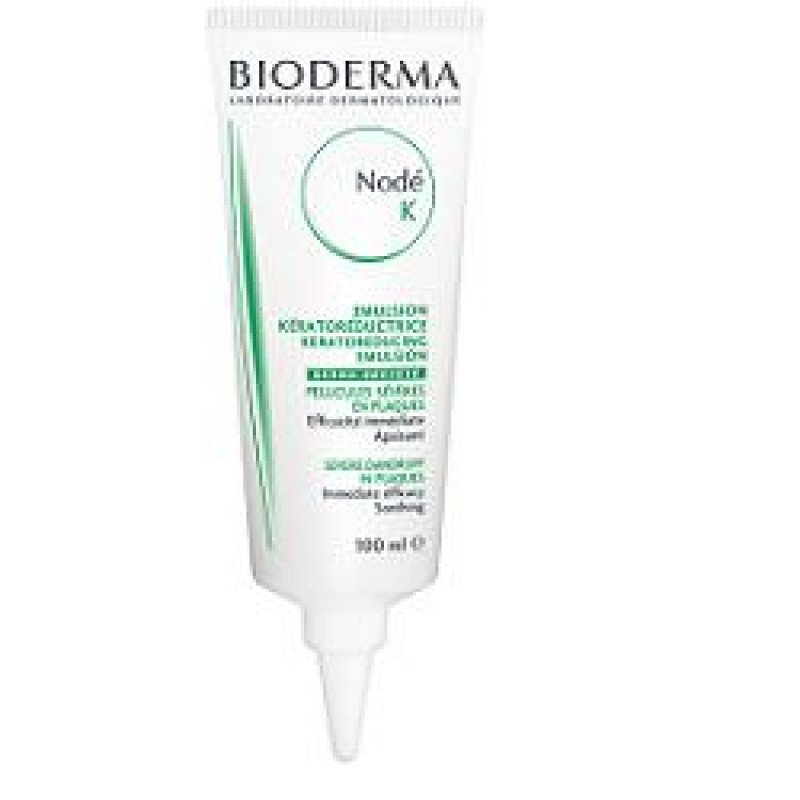 BIODERMA
LABORATOIRE DERMATOLOGIQUE
Nodé
K
EMULSION
KÉRATORÉDUCTRICE
KERATOREDUCING
EMULSION
PELLICULES SÉVÈRES
EN PLAQUES
Efficacité immédiate
Apaisant
SEVERE DANDRUFF
IN PLAQUES
Immediate efficacy
Soothing
100 ml e